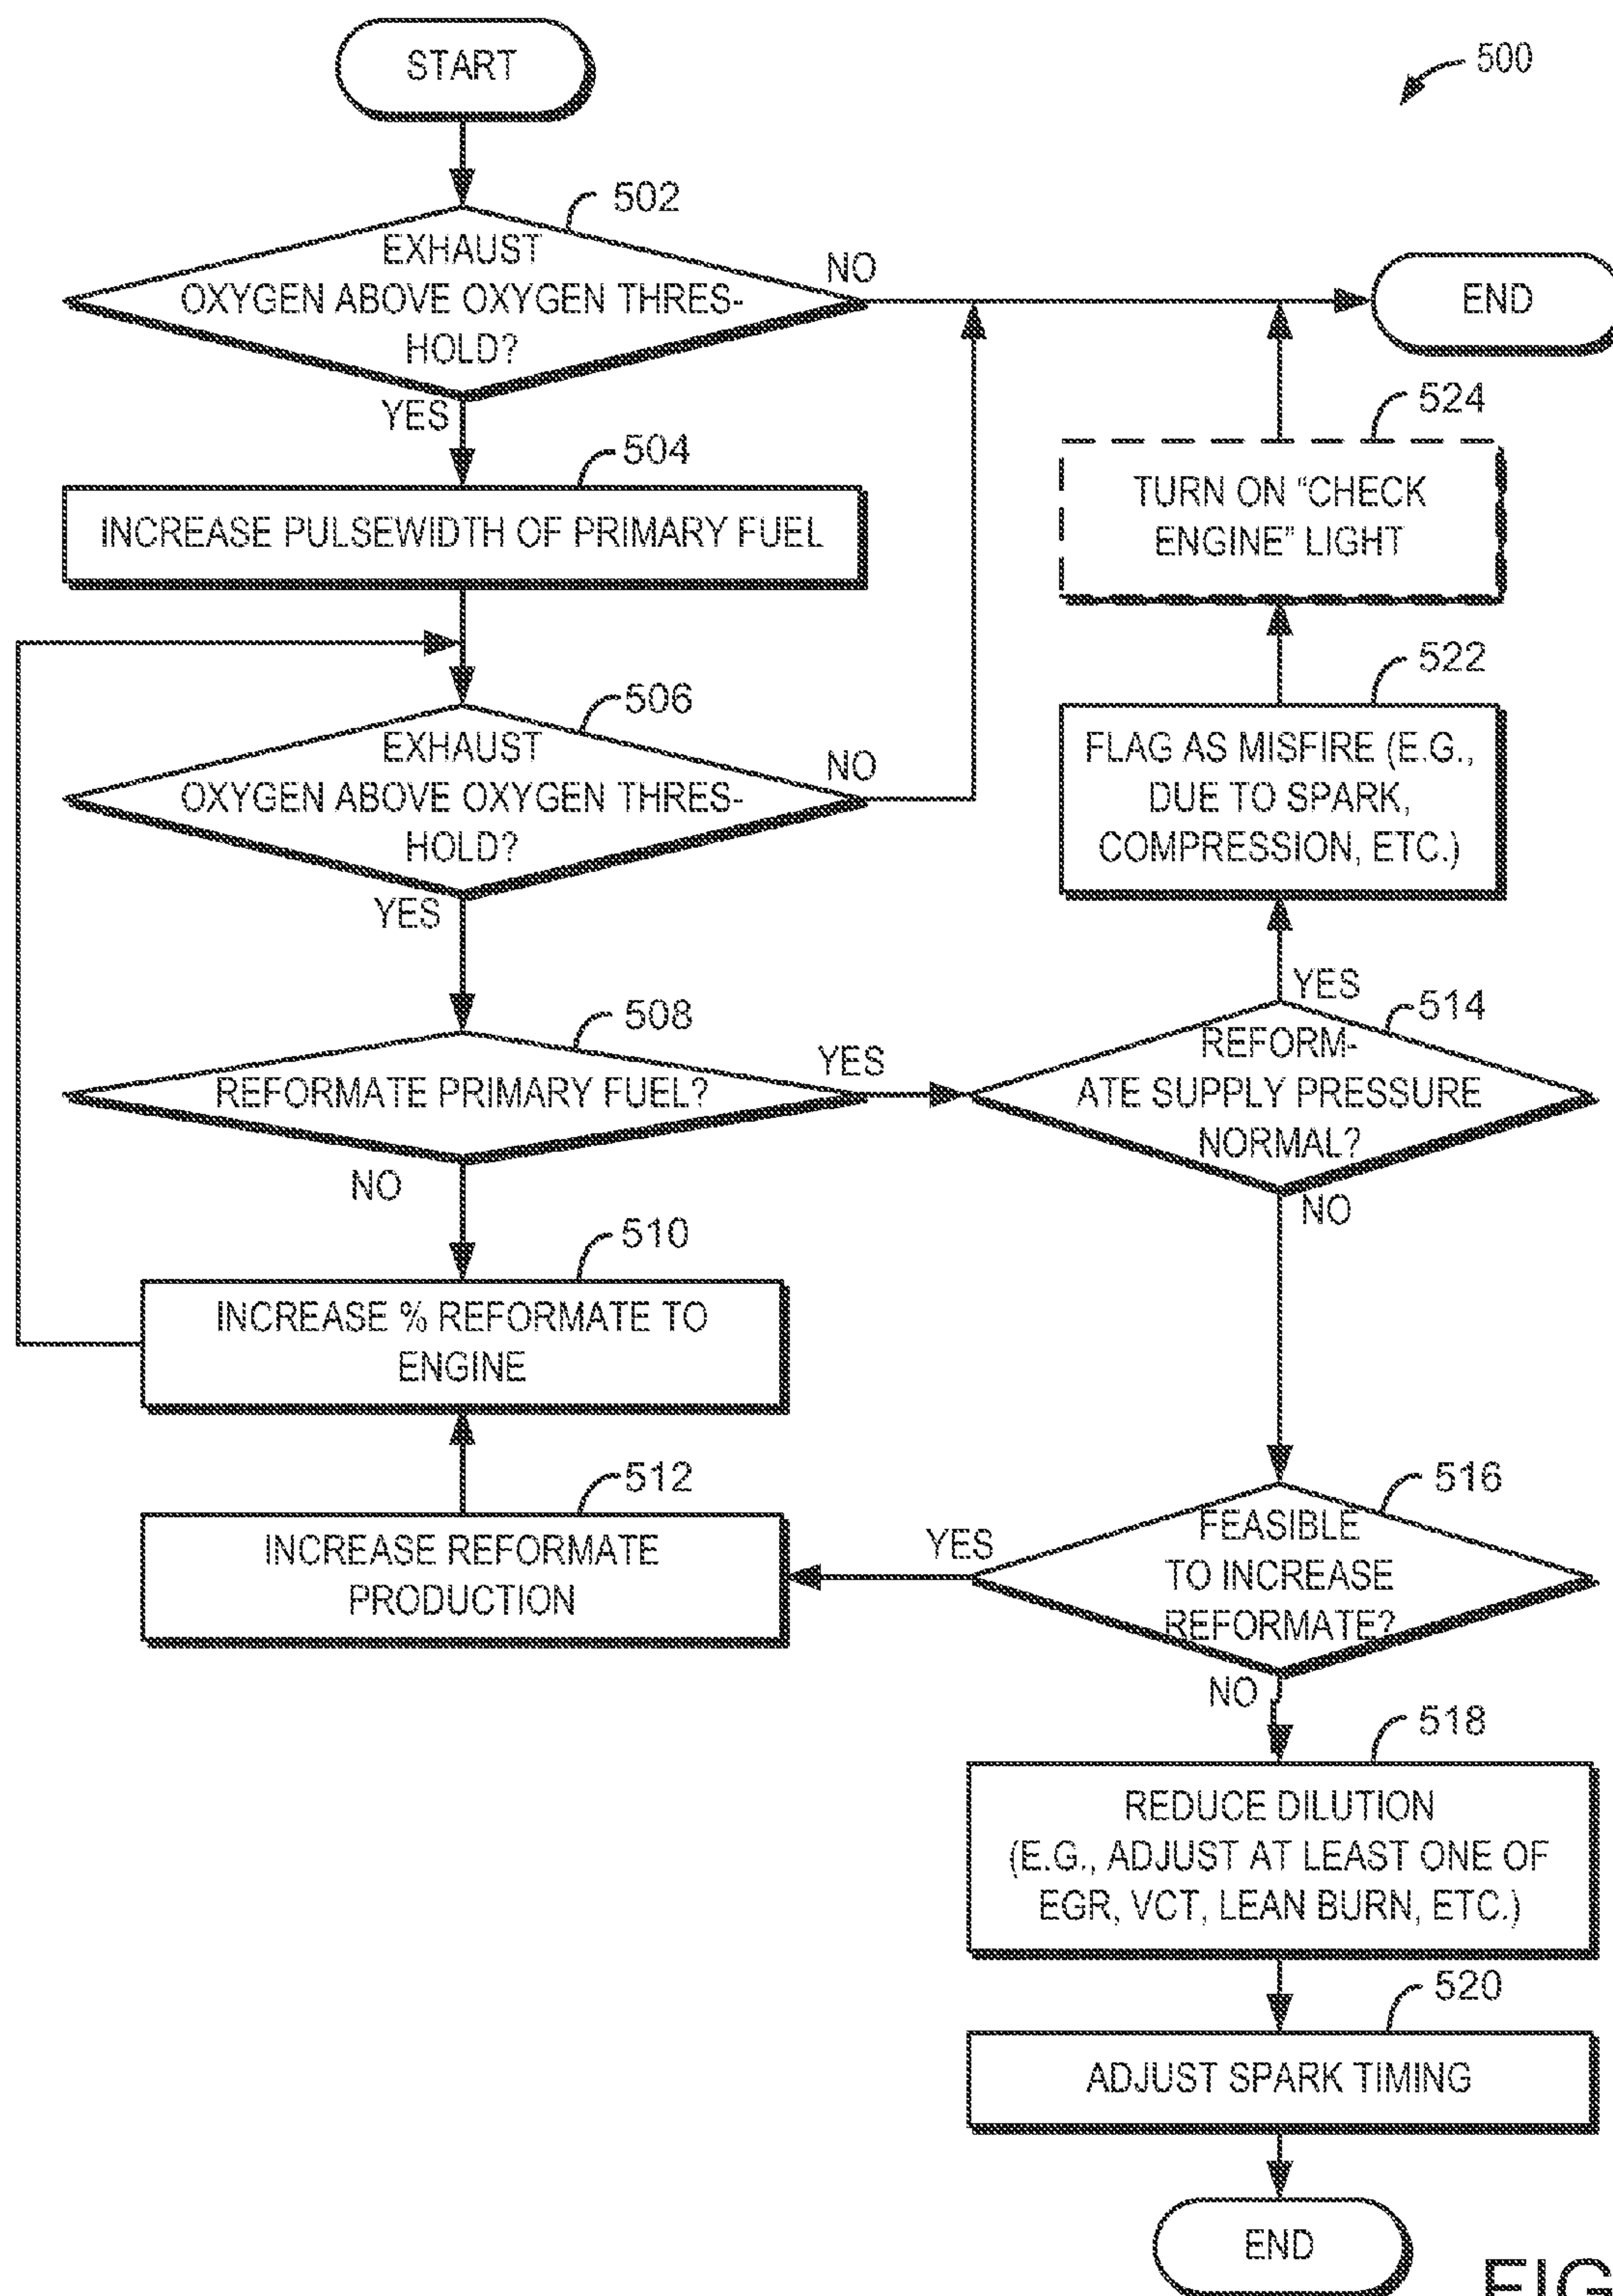 START
500
502
EXHAUST
OXYGEN ABOVE OXYGEN THRES-
HOLD?
NO
END
YES
504
INCREASE PULSEWIDTH OF PRIMARY FUEL
524
TURN ON “CHECK
ENGINE” LIGHT
506
EXHAUST
OXYGEN ABOVE OXYGEN THRES-
HOLD?
NO
YES
522
FLAG AS MISFIRE (E.G.,
DUE TO SPARK,
COMPRESSION, ETC.)
508
REFORMATE PRIMARY FUEL?
YES
NO
YES
514
REFORM-
ATE SUPPLY PRESSURE
NORMAL?
NO
510
INCREASE % REFORMATE TO
ENGINE
512
INCREASE REFORMATE
PRODUCTION
YES
516
FEASIBLE
TO INCREASE
REFORMATE?
NO
518
REDUCE DILUTION
(E.G., ADJUST AT LEAST ONE OF
EGR, VCT, LEAN BURN, ETC.)
520
ADJUST SPARK TIMING
END